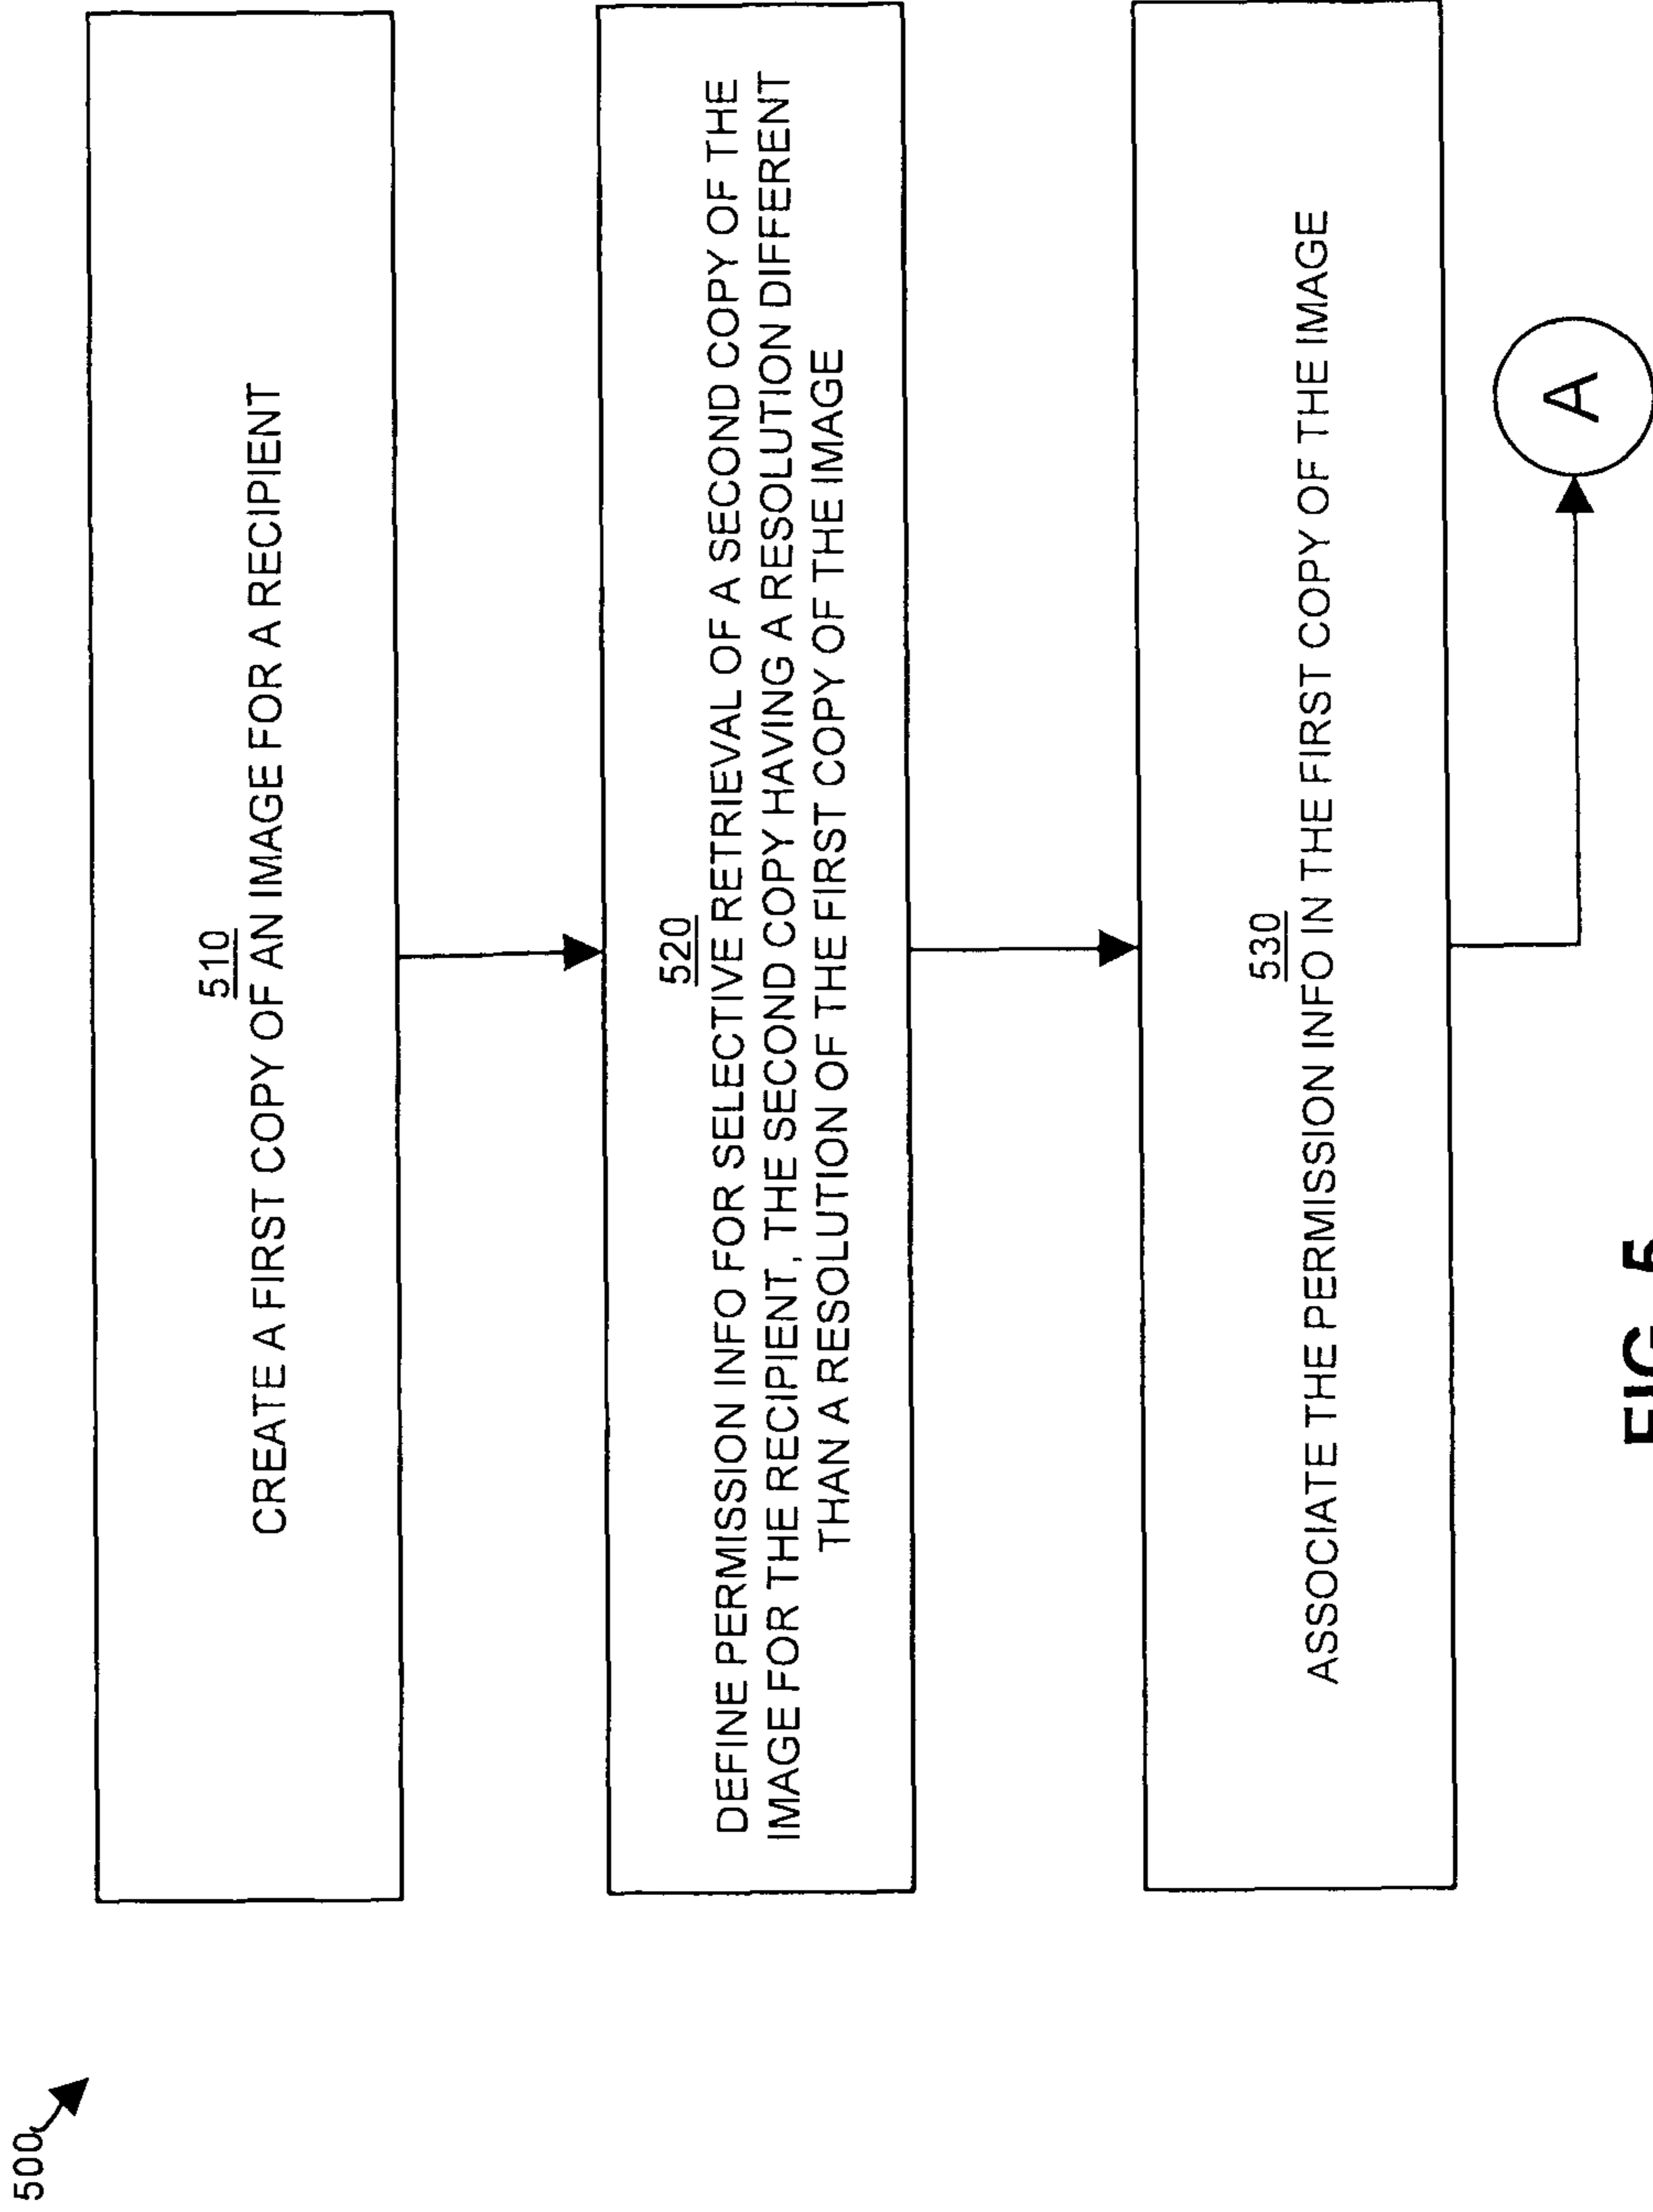 500
510
CREATE A FIRST COPY OF AN IMAGE FOR A RECIPIENT
520
DEFINE PERMISSION INFO FOR SELECTIVE RETRIEVAL OF A SECOND COPY OF THE
IMAGE FOR THE RECIPIENT, THE SECOND COPY HAVING A RESOLUTION DIFFERENT
THAN A RESOLUTION OF THE FIRST COPY OF THE IMAGE
530
ASSOCIATE THE PERMISSION INFO IN THE FIRST COPY OF THE IMAGE
A
FIG. 5